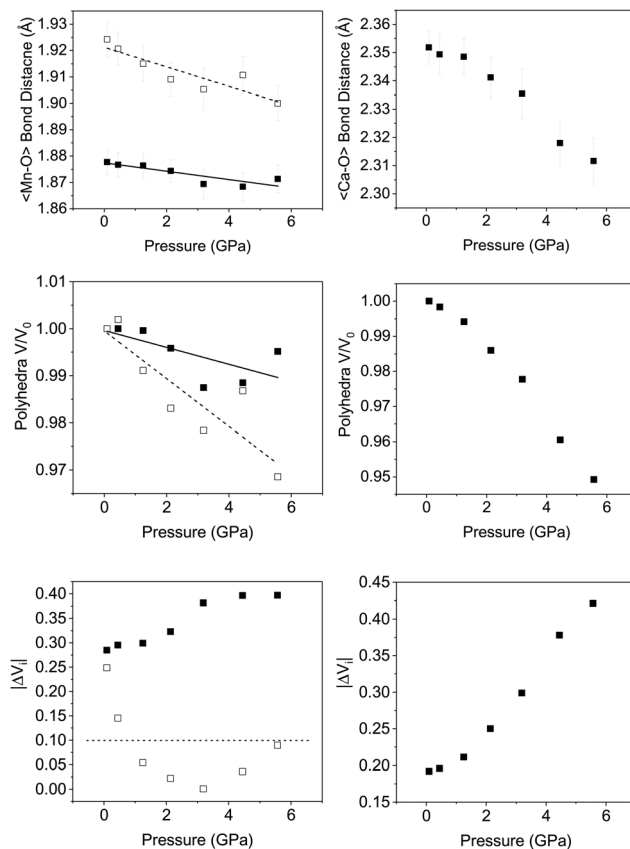 <Mn-O> Bond Distacne (Å)
1.93
1.92
1.91
1.90
1.89
1.88
1.87
1.86
0 2 4 6
Pressure (GPa)
<Ca-O> Bond Distance (Å)
2.36
2.35
2.34
2.33
2.32
2.31
2.30
0 2 4 6
Pressure (GPa)
Polyhedra V/V0
1.01
1.00
0.99
0.98
0.97
0 2 4 6
Pressure (GPa)
Polyhedra V/V0
1.00
0.99
0.98
0.97
0.96
0.95
0 2 4 6
Pressure (GPa)
|ΔVi|
0.40
0.35
0.30
0.25
0.20
0.15
0.10
0.05
0.00
0 2 4 6
Pressure (GPa)
|ΔVi|
0.45
0.40
0.35
0.30
0.25
0.20
0.15
0 2 4 6
Pressure (GPa)